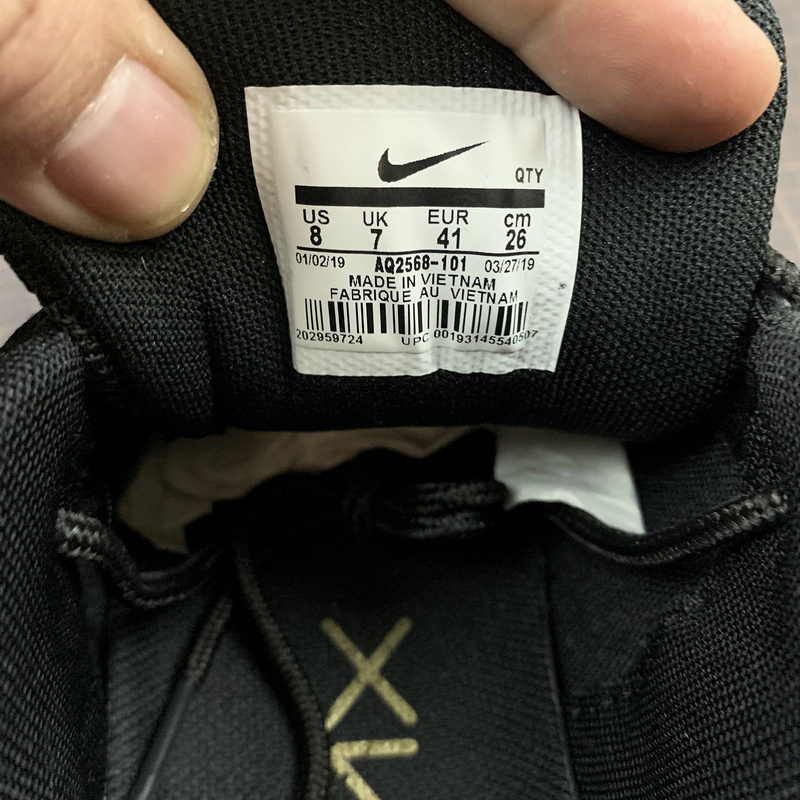 QTY
US UK EUR cm
8 7 41 26
01/02/19 AQ2568-101 03/27/19
MADE IN VIETNAM
FABRIQUE AU VIETNAM
202959724 UPC 00193145540507
XV